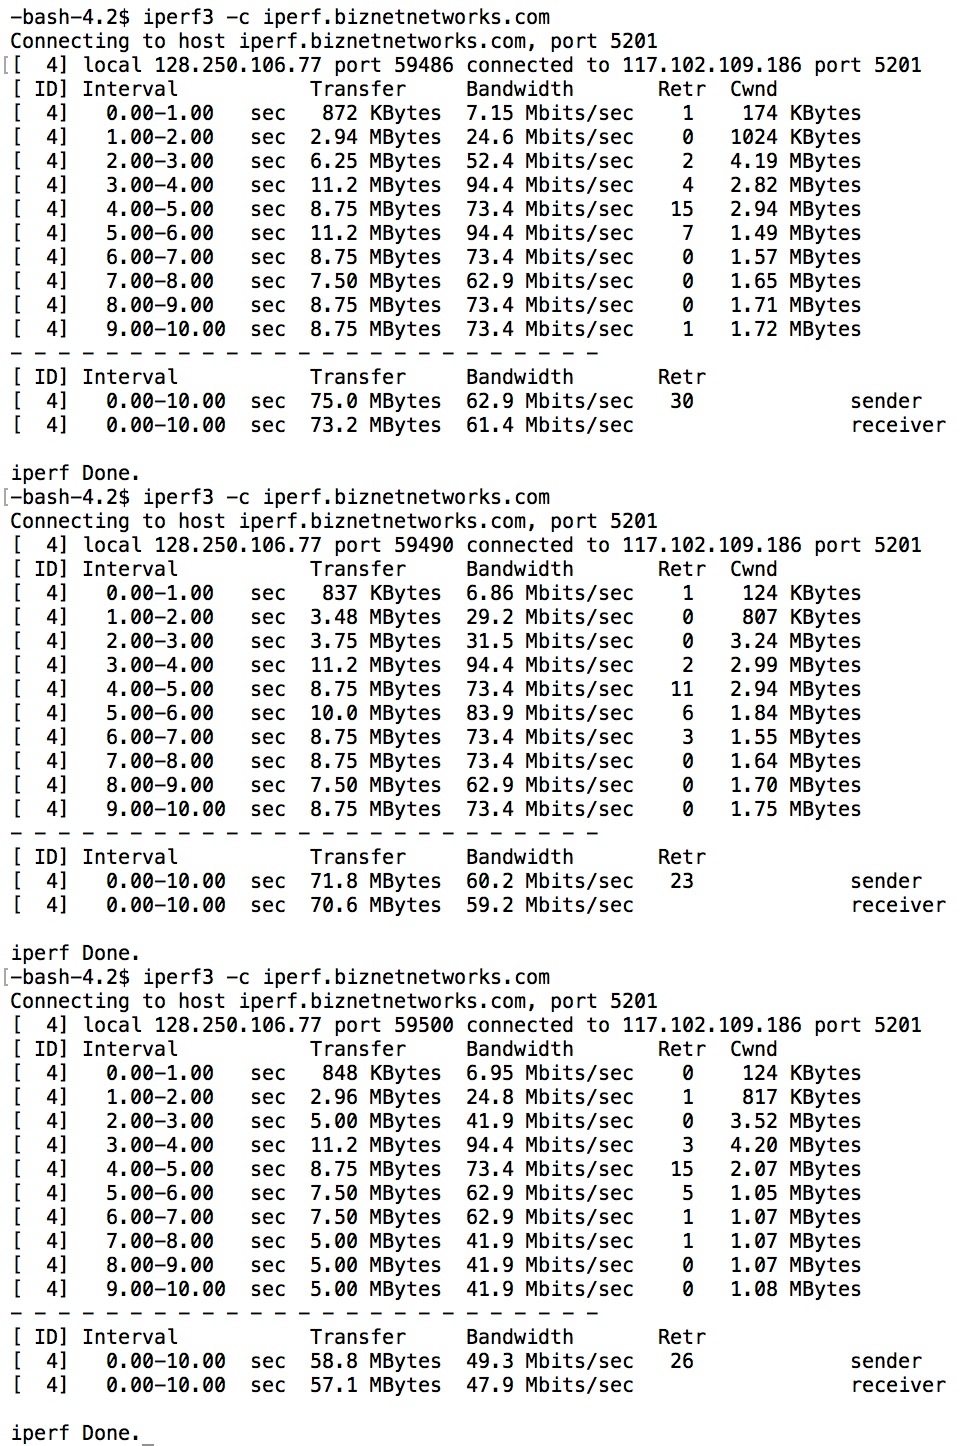 -bash-4.2$ iperf3 -c iperf.biznetnetworks.com
Connecting to host iperf.biznetnetworks.com, port 5201
[[  4] local 128.250.106.77 port 59486 connected to 117.102.109.186 port 5201
[ ID] Interval           Transfer     Bandwidth       Retr  Cwnd
[  4]   0.00-1.00   sec   872 KBytes  7.15 Mbits/sec    1    174 KBytes
[  4]   1.00-2.00   sec  2.94 MBytes  24.6 Mbits/sec    0   1024 KBytes
[  4]   2.00-3.00   sec  6.25 MBytes  52.4 Mbits/sec    2   4.19 MBytes
[  4]   3.00-4.00   sec  11.2 MBytes  94.4 Mbits/sec    4   2.82 MBytes
[  4]   4.00-5.00   sec  8.75 MBytes  73.4 Mbits/sec   15   2.94 MBytes
[  4]   5.00-6.00   sec  11.2 MBytes  94.4 Mbits/sec    7   1.49 MBytes
[  4]   6.00-7.00   sec  8.75 MBytes  73.4 Mbits/sec    0   1.57 MBytes
[  4]   7.00-8.00   sec  7.50 MBytes  62.9 Mbits/sec    0   1.65 MBytes
[  4]   8.00-9.00   sec  8.75 MBytes  73.4 Mbits/sec    0   1.71 MBytes
[  4]   9.00-10.00  sec  8.75 MBytes  73.4 Mbits/sec    1   1.72 MBytes
- - - - - - - - - - - - - - - - - - - - - - - - -
[ ID] Interval           Transfer     Bandwidth       Retr
[  4]   0.00-10.00  sec  75.0 MBytes  62.9 Mbits/sec   30             sender
[  4]   0.00-10.00  sec  73.2 MBytes  61.4 Mbits/sec                  receiver

iperf Done.
[-bash-4.2$ iperf3 -c iperf.biznetnetworks.com
Connecting to host iperf.biznetnetworks.com, port 5201
[  4] local 128.250.106.77 port 59490 connected to 117.102.109.186 port 5201
[ ID] Interval           Transfer     Bandwidth       Retr  Cwnd
[  4]   0.00-1.00   sec   837 KBytes  6.86 Mbits/sec    1    124 KBytes
[  4]   1.00-2.00   sec  3.48 MBytes  29.2 Mbits/sec    0    807 KBytes
[  4]   2.00-3.00   sec  3.75 MBytes  31.5 Mbits/sec    0   3.24 MBytes
[  4]   3.00-4.00   sec  11.2 MBytes  94.4 Mbits/sec    2   2.99 MBytes
[  4]   4.00-5.00   sec  8.75 MBytes  73.4 Mbits/sec   11   2.94 MBytes
[  4]   5.00-6.00   sec  10.0 MBytes  83.9 Mbits/sec    6   1.84 MBytes
[  4]   6.00-7.00   sec  8.75 MBytes  73.4 Mbits/sec    3   1.55 MBytes
[  4]   7.00-8.00   sec  8.75 MBytes  73.4 Mbits/sec    0   1.64 MBytes
[  4]   8.00-9.00   sec  7.50 MBytes  62.9 Mbits/sec    0   1.70 MBytes
[  4]   9.00-10.00  sec  8.75 MBytes  73.4 Mbits/sec    0   1.75 MBytes
- - - - - - - - - - - - - - - - - - - - - - - - -
[ ID] Interval           Transfer     Bandwidth       Retr
[  4]   0.00-10.00  sec  71.8 MBytes  60.2 Mbits/sec   23             sender
[  4]   0.00-10.00  sec  70.6 MBytes  59.2 Mbits/sec                  receiver

iperf Done.
[-bash-4.2$ iperf3 -c iperf.biznetnetworks.com
Connecting to host iperf.biznetnetworks.com, port 5201
[  4] local 128.250.106.77 port 59500 connected to 117.102.109.186 port 5201
[ ID] Interval           Transfer     Bandwidth       Retr  Cwnd
[  4]   0.00-1.00   sec   848 KBytes  6.95 Mbits/sec    0    124 KBytes
[  4]   1.00-2.00   sec  2.96 MBytes  24.8 Mbits/sec    1    817 KBytes
[  4]   2.00-3.00   sec  5.00 MBytes  41.9 Mbits/sec    0   3.52 MBytes
[  4]   3.00-4.00   sec  11.2 MBytes  94.4 Mbits/sec    3   4.20 MBytes
[  4]   4.00-5.00   sec  8.75 MBytes  73.4 Mbits/sec   15   2.07 MBytes
[  4]   5.00-6.00   sec  7.50 MBytes  62.9 Mbits/sec    5   1.05 MBytes
[  4]   6.00-7.00   sec  7.50 MBytes  62.9 Mbits/sec    1   1.07 MBytes
[  4]   7.00-8.00   sec  5.00 MBytes  41.9 Mbits/sec    1   1.07 MBytes
[  4]   8.00-9.00   sec  5.00 MBytes  41.9 Mbits/sec    0   1.07 MBytes
[  4]   9.00-10.00  sec  5.00 MBytes  41.9 Mbits/sec    0   1.08 MBytes
- - - - - - - - - - - - - - - - - - - - - - - - -
[ ID] Interval           Transfer     Bandwidth       Retr
[  4]   0.00-10.00  sec  58.8 MBytes  49.3 Mbits/sec   26             sender
[  4]   0.00-10.00  sec  57.1 MBytes  47.9 Mbits/sec                  receiver

iperf Done.